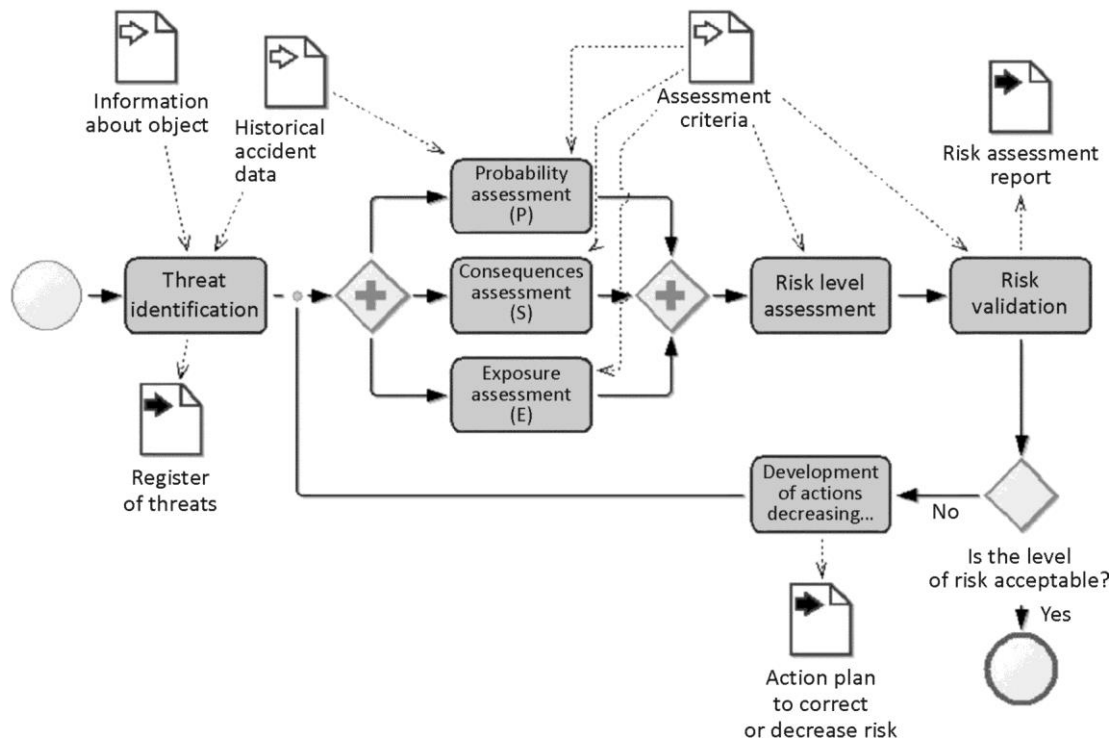 Information
about object
Historical
accident
data
Assessment
criteria
Risk assessment
report
Threat
identification
Probability
assessment
(P)
Consequences
assessment
(S)
Exposure
assessment
(E)
Risk level
assessment
Risk
validation
Register
of threats
Development
of actions
decreasing...
No
Is the level
of risk acceptable?
Yes
Action plan
to correct
or decrease risk